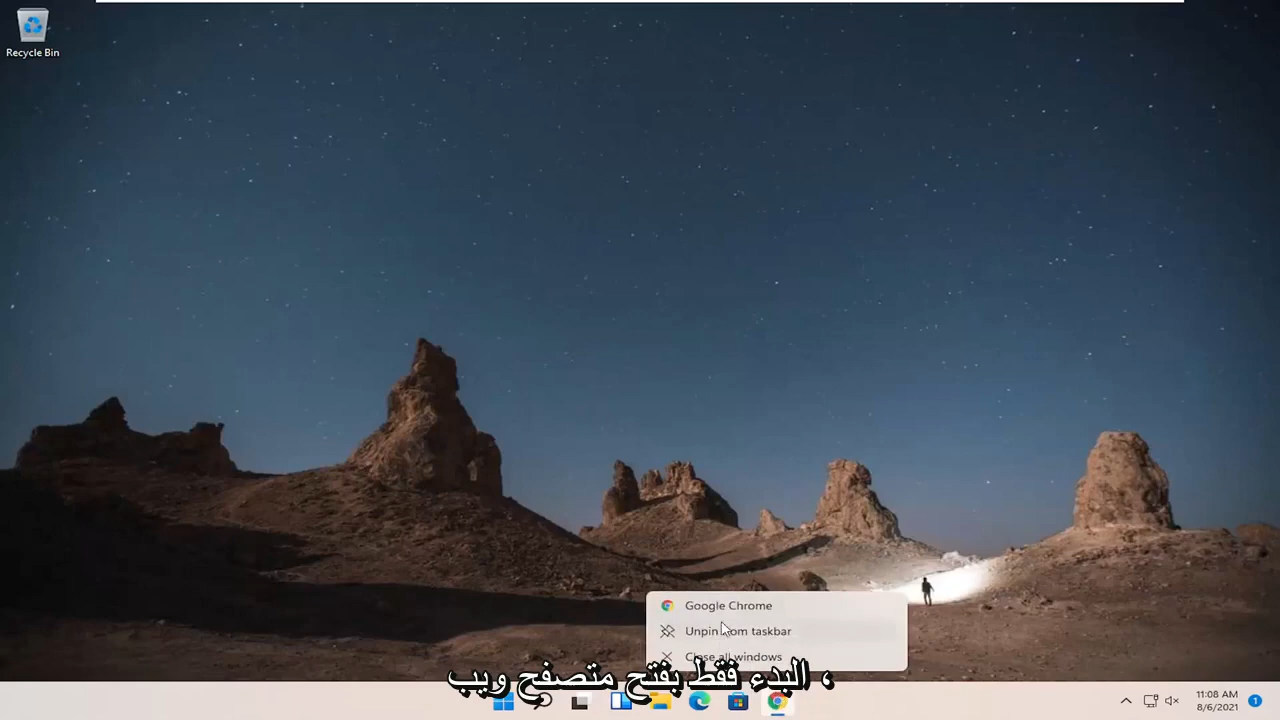 Recycle Bin
Google Chrome
Unpin from taskbar
Close all windows
، البدء فقط بفتح متصفح ويب
11:08 AM
8/6/2021
1